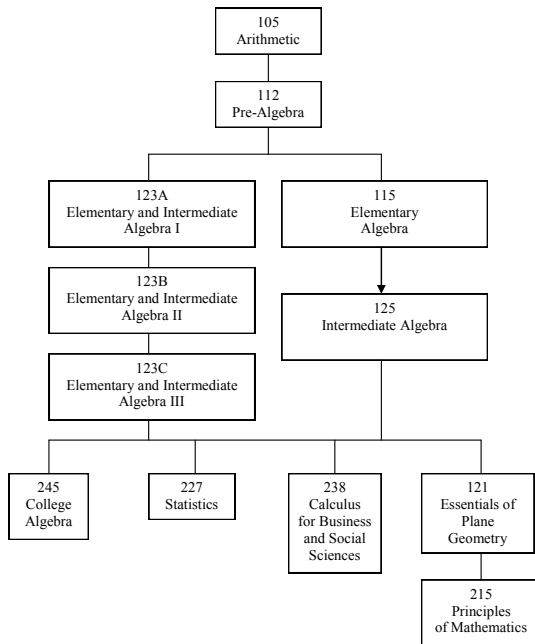 105
Arithmetic
112
Pre-Algebra
123A
Elementary and Intermediate
Algebra I
115
Elementary
Algebra
123B
Elementary and Intermediate
Algebra II
125
Intermediate Algebra
123C
Elementary and Intermediate
Algebra III
245
College
Algebra
227
Statistics
238
Calculus
for Business
and Social
Sciences
121
Essentials of
Plane
Geometry
215
Principles
of Mathematics